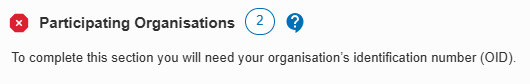 Participating Organisations 2 ?
To complete this section you will need your organisation's identification number (OID).